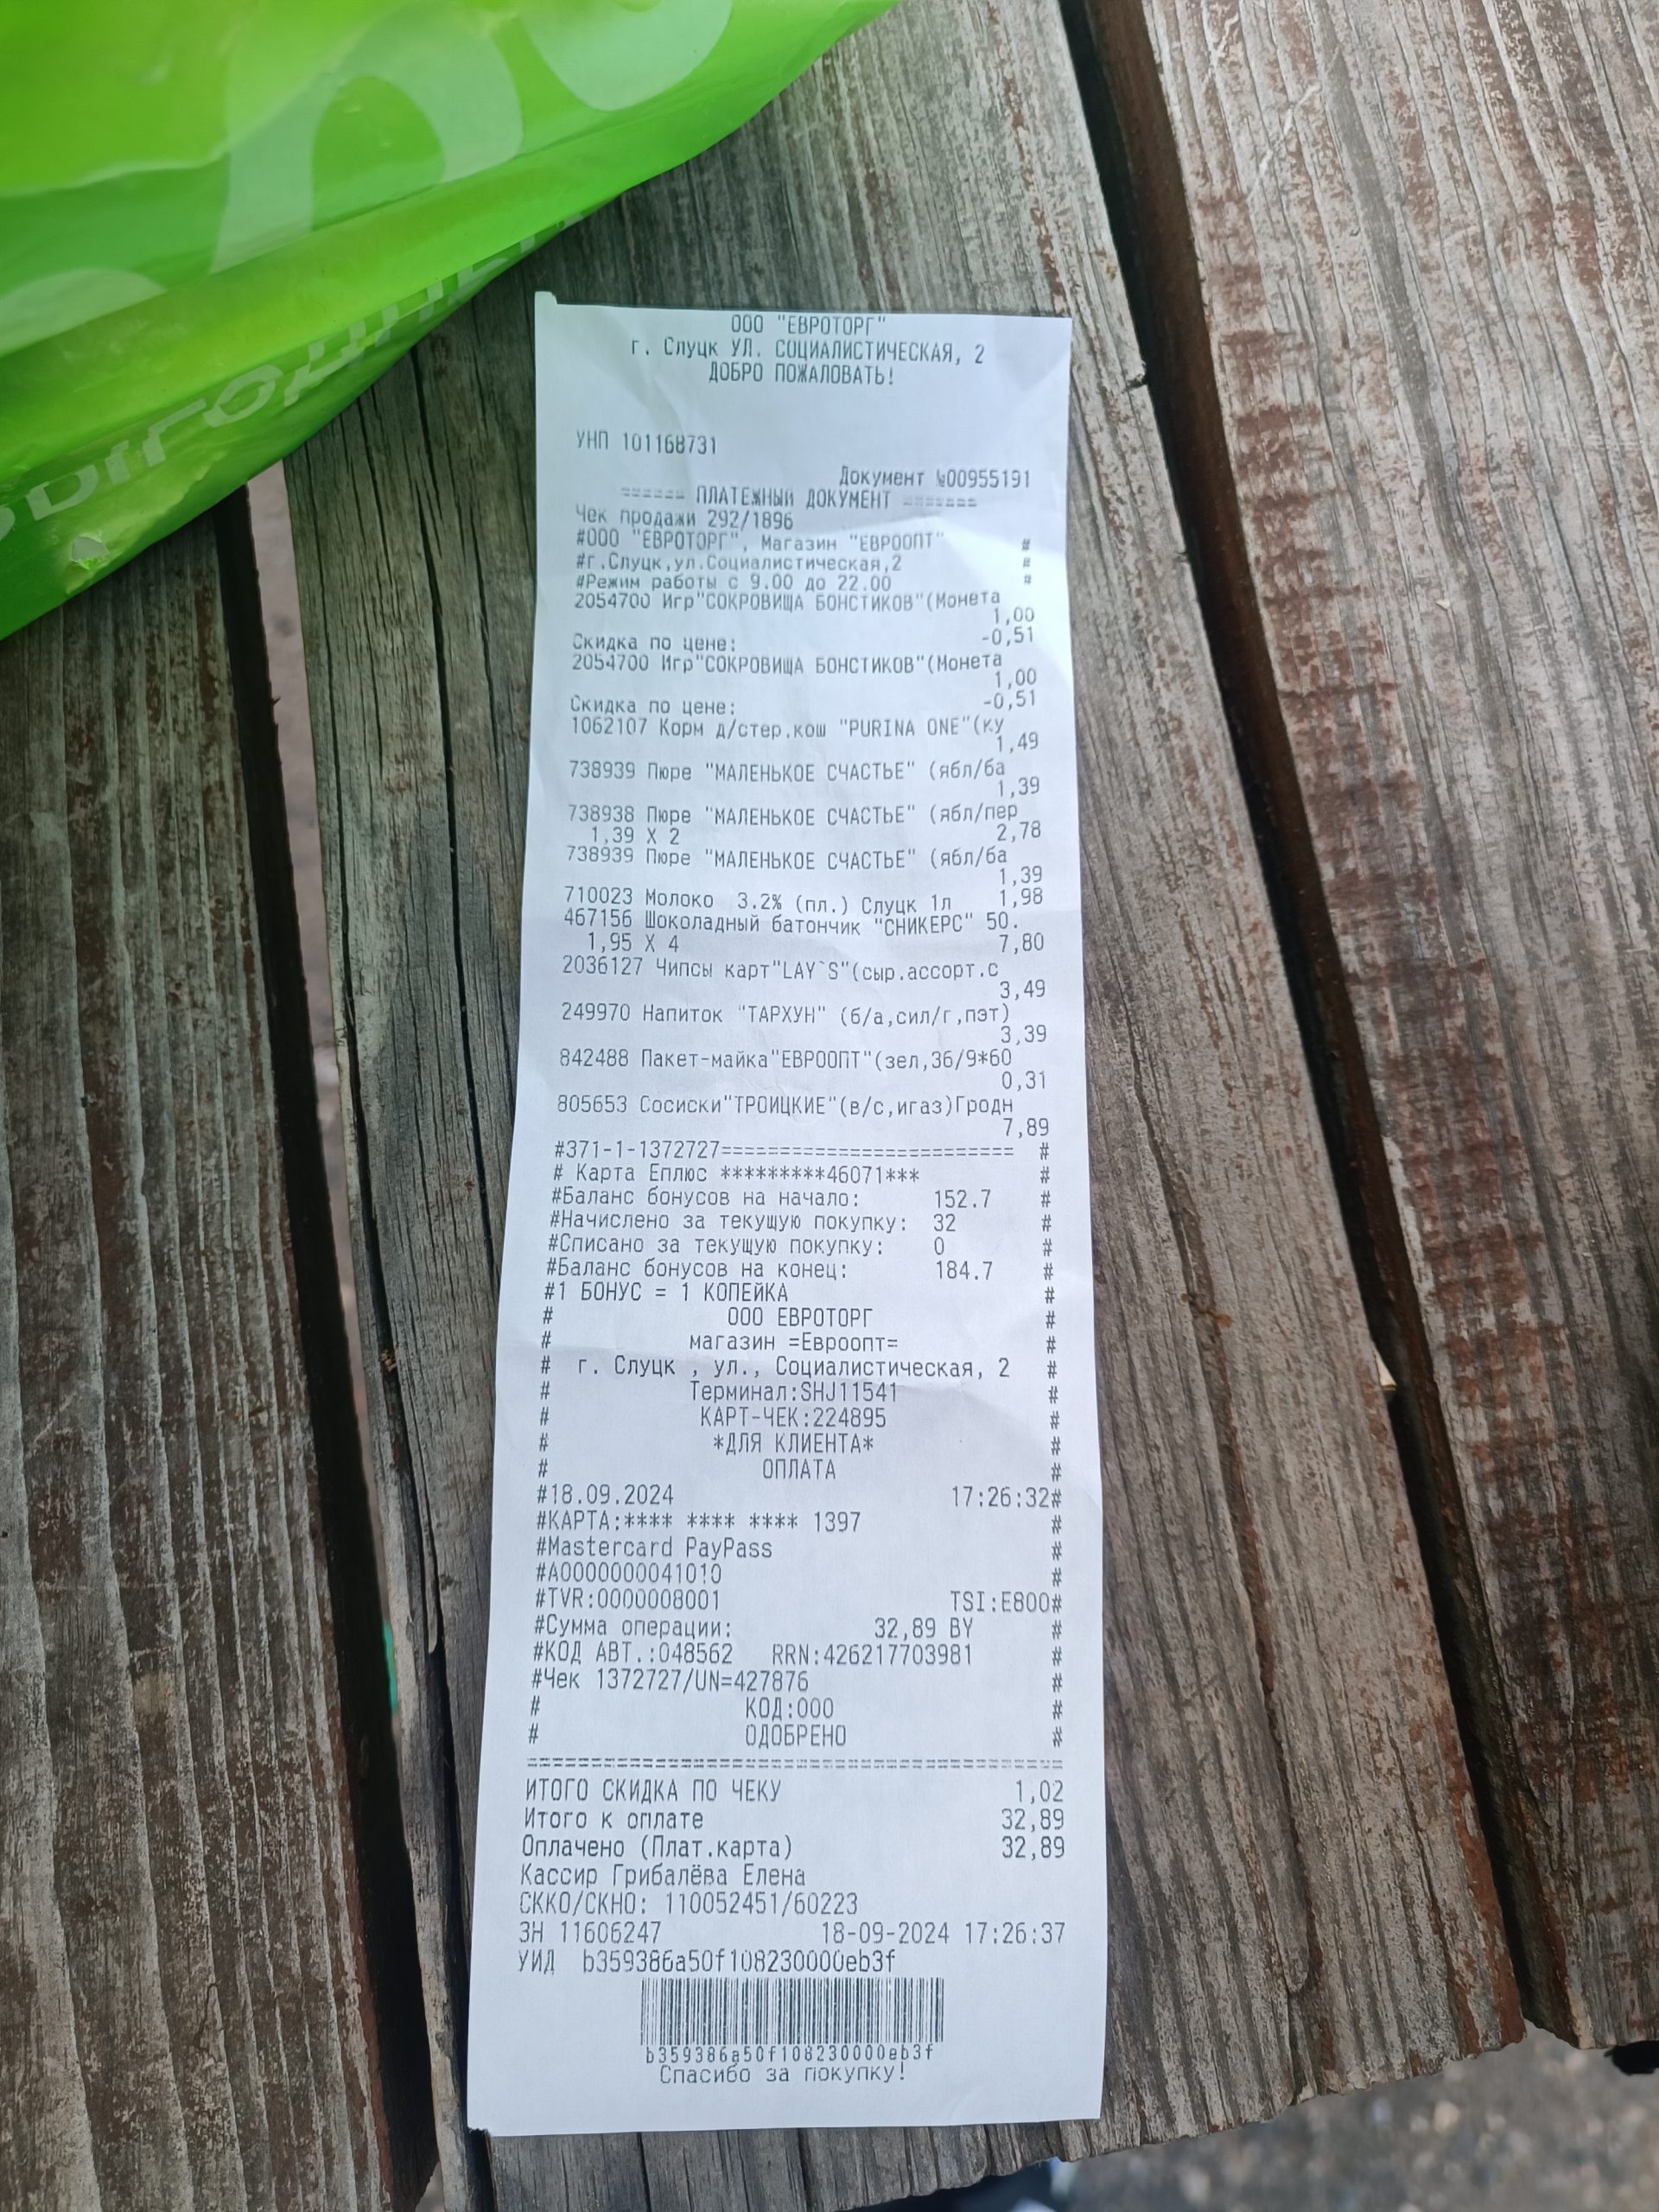 ООО "ЕВРОТОРГ"
г. Слуцк УЛ. СОЦИАЛИСТИЧЕСКАЯ, 2
ДОБРО ПОЖАЛОВАТЬ!
УНП 101168731
Документ №00955191
====== ПЛАТЕЖНЫЙ ДОКУМЕНТ =======
Чек продажи 292/1896
#ООО "ЕВРОТОРГ", Магазин "ЕВРООПТ" #
#г.Слуцк,ул.Социалистическая,2 #
#Режим работы с 9.00 до 22.00 #
2054700 Игр"СОКРОВИЩА БОНСТИКОВ"(Монета
1,00
Скидка по цене: -0,51
2054700 Игр"СОКРОВИЩА БОНСТИКОВ"(Монета
1,00
Скидка по цене: -0,51
1062107 Корм д/стер.кош "PURINA ONE"(ку
1,49
738939 Пюре "МАЛЕНЬКОЕ СЧАСТЬЕ" (ябл/ба
1,39
738938 Пюре "МАЛЕНЬКОЕ СЧАСТЬЕ" (ябл/пер
1,39 X 2 2,78
738939 Пюре "МАЛЕНЬКОЕ СЧАСТЬЕ" (ябл/ба
1,39
710023 Молоко 3.2% (пл.) Слуцк 1л 1,98
467156 Шоколадный батончик "СНИКЕРС" 50.
1,95 X 4 7,80
2036127 Чипсы карт"LAY`S"(сыр.ассорт.с
3,49
249970 Напиток "ТАРХУН" (б/а,сил/г,пэт)
3,39
842488 Пакет-майка"ЕВРООПТ"(зел,36/9*60
0,31
805653 Сосиски"ТРОИЦКИЕ"(в/с,игаз)Гродн
7,89
#371-1-1372727========================= #
# Карта Еплюс *********46071*** #
#Баланс бонусов на начало: 152.7 #
#Начислено за текущую покупку: 32 #
#Списано за текущую покупку: 0 #
#Баланс бонусов на конец: 184.7 #
#1 БОНУС = 1 КОПЕЙКА #
# ООО ЕВРОТОРГ #
# магазин =Евроопт= #
# г. Слуцк , ул., Социалистическая, 2 #
# Терминал:SHJ11541 #
# КАРТ-ЧЕК:224895 #
# *ДЛЯ КЛИЕНТА* #
# ОПЛАТА #
#18.09.2024 17:26:32#
#КАРТА:**** **** **** 1397 #
#Mastercard PayPass #
#A0000000041010 #
#TVR:0000008001 TSI:E800#
#Сумма операции: 32,89 BY #
#КОД АВТ.:048562 RRN:426217703981 #
#Чек 1372727/UN=427876 #
# КОД:000 #
# ОДОБРЕНО #
ИТОГО СКИДКА ПО ЧЕКУ 1,02
Итого к оплате 32,89
Оплачено (Плат.карта) 32,89
Кассир Грибалёва Елена
СККО/СКНО: 110052451/60223
ЗН 11606247 18-09-2024 17:26:37
УИД b359386a50f108230000eb3f
b359386a50f108230000eb3f
Спасибо за покупку!